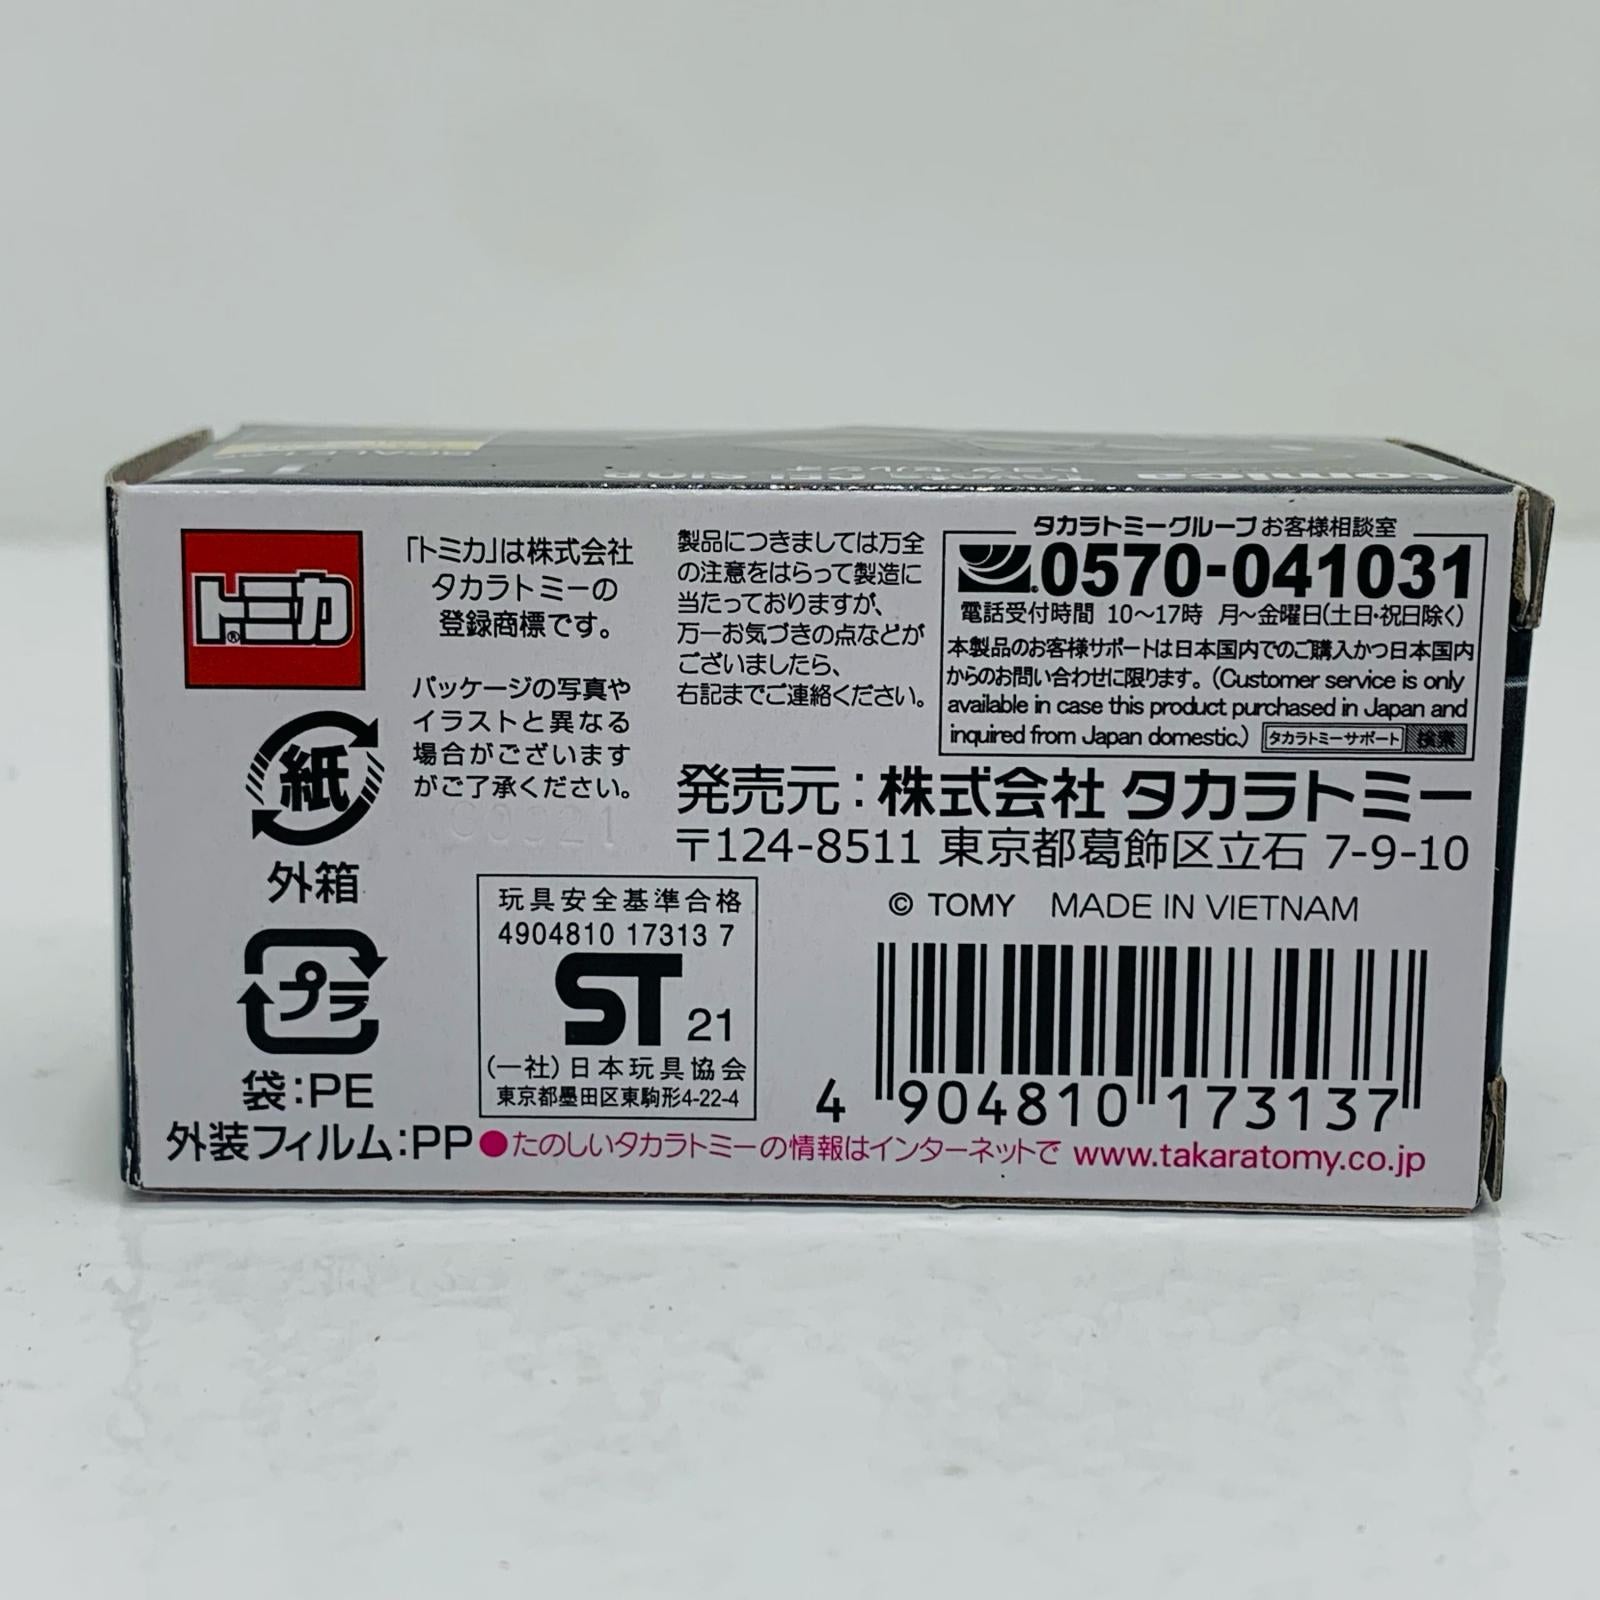 tomica TOYOTA CELSIOR
トヨタ セルシオ
トミカ®
「トミカ」は株式会社
タカラトミーの
登録商標です。
パッケージの写真や
イラストと異なる
場合がございます
がご了承ください。
製品につきましては万全
の注意をはらって製造に
当たっておりますが、
万一お気づきの点などが
ございましたら、
右記までご連絡ください。
タカラトミーグループ お客様相談室
0570-041031
電話受付時間 10〜17時 月〜金曜日(土日・祝日除く)
本製品のお客様サポートは日本国内でのご購入かつ日本国内
からのお問い合わせに限ります。(Customer service is only
available in case this product purchased in Japan and
inquired from Japan domestic.) タカラトミーサポート 検索
発売元:株式会社 タカラトミー
〒124-8511 東京都葛飾区立石 7-9-10
© TOMY MADE IN VIETNAM
紙
外箱
プラ
袋:PE
外装フィルム:PP
玩具安全基準合格
4904810 17313 7
ST 21
(一社)日本玩具協会
東京都墨田区東駒形4-22-4
4 904810 173137
●たのしいタカラトミーの情報はインターネットで www.takaratomy.co.jp